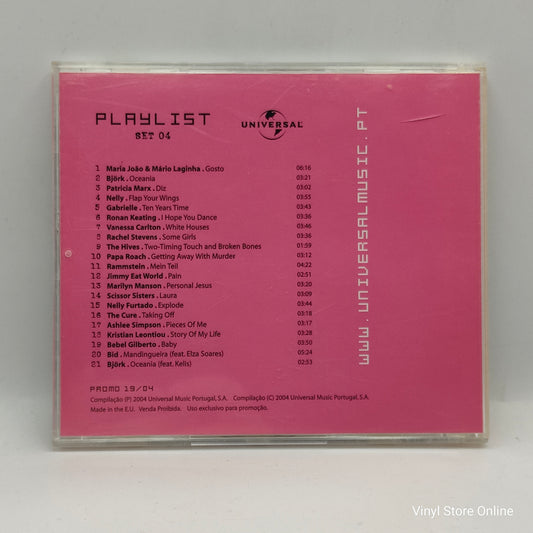 PLAYLIST
SET 04
UNIVERSAL
1 Maria João & Mário Laginha . Gosto 06:16
2 Björk . Oceania 03:21
3 Patricia Marx . Diz 03:02
4 Nelly . Flap Your Wings 03:55
5 Gabrielle . Ten Years Time 03:43
6 Ronan Keating . I Hope You Dance 03:36
7 Vanessa Carlton . White Houses 03:46
8 Rachel Stevens . Some Girls 03:36
9 The Hives . Two-Timing Touch and Broken Bones 01:59
10 Papa Roach . Getting Away With Murder 03:12
11 Rammstein . Mein Teil 04:22
12 Jimmy Eat World . Pain 02:51
13 Marilyn Manson . Personal Jesus 03:20
14 Scissor Sisters . Laura 03:09
15 Nelly Furtado . Explode 03:44
16 The Cure . Taking Off 03:18
17 Ashlee Simpson . Pieces Of Me 03:33
18 Kristian Leontiou . Story Of My Life 03:28
19 Bebel Gilberto . Baby 03:50
20 Bid . Mandingueira (feat. Elza Soares) 05:24
21 Björk . Oceania (feat. Kelis) 02:53
WWW.UNIVERSALMUSIC.PT
PROMO 19/04
Compilação (P) 2004 Universal Music Portugal, S.A. Compilação (C) 2004 Universal Music Portugal, S.A.
Made in the E.U. Venda Proibida. Uso exclusivo para promoção.
Vinyl Store Online